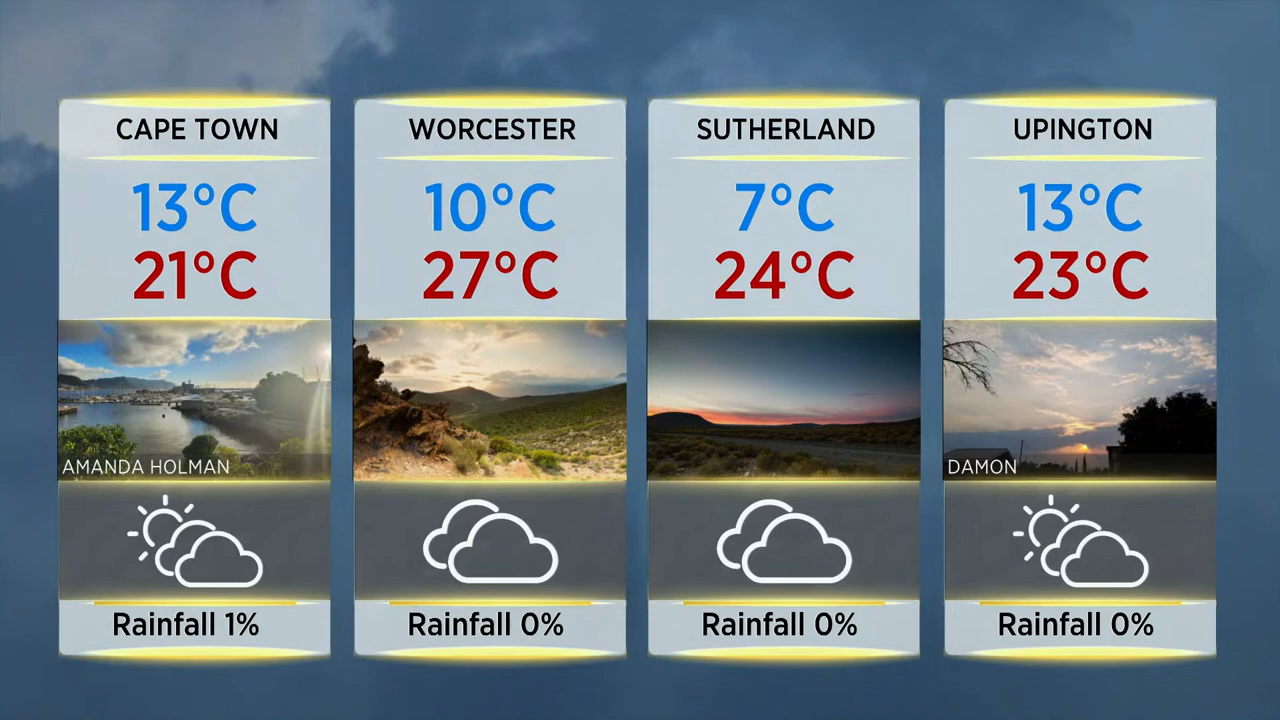 CAPE TOWN
13°C
21°C
AMANDA HOLMAN
Rainfall 1%
WORCESTER
10°C
27°C
Rainfall 0%
SUTHERLAND
7°C
24°C
Rainfall 0%
UPINGTON
13°C
23°C
DAMON
Rainfall 0%